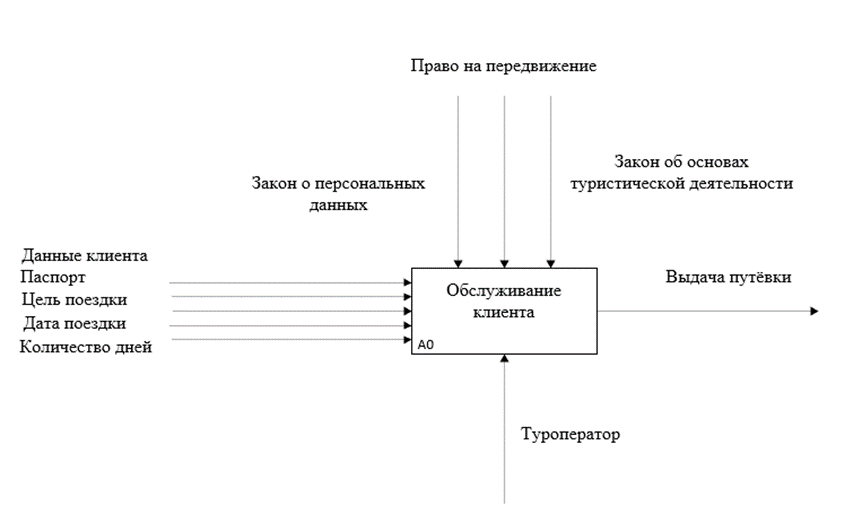 Право на передвижение
Закон о персональных
данных
Закон об основах
туристической деятельности
Данные клиента
Паспорт
Цель поездки
Дата поездки
Количество дней
Обслуживание
клиента
A0
Выдача путёвки
Туроператор